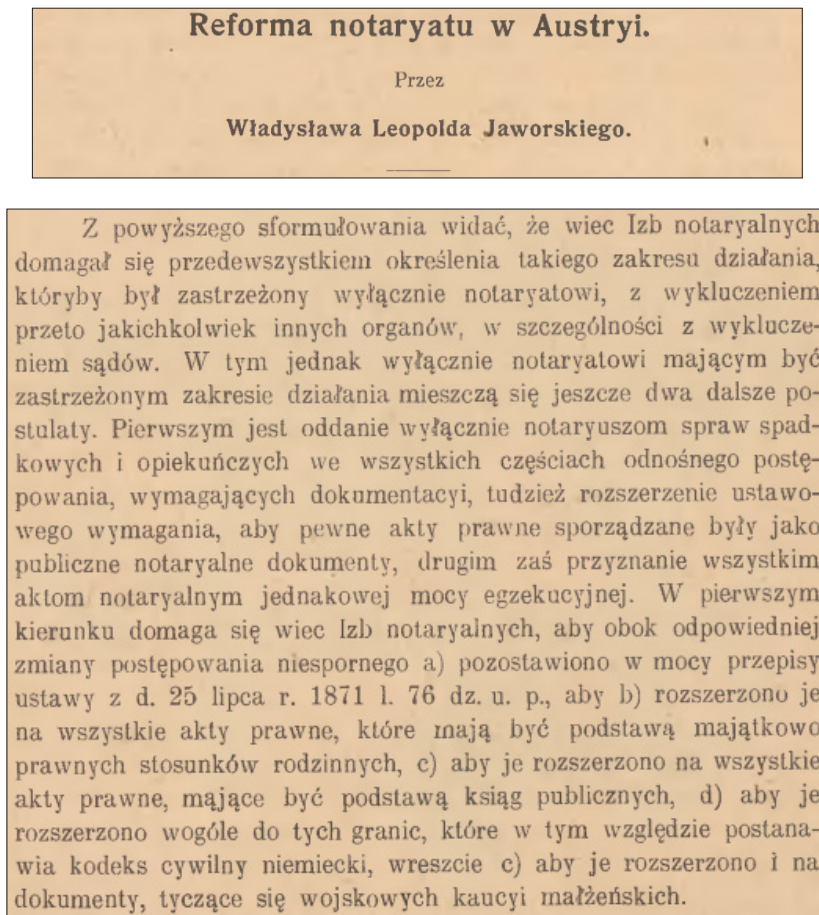 Reforma notaryatu w Austryi.
Przez
Władysława Leopolda Jaworskiego.
Z powyższego sformułowania widać, że wiec Izb notaryalnych
domagał się przedewszystkiem określenia takiego zakresu działania,
któryby był zastrzeżony wyłącznie notaryatowi, z wykluczeniem
przeto jakichkolwiek innych organów, w szczególności z wyklucze-
niem sądów. W tym jednak wyłącznie notaryatowi mającym być
zastrzeżonym zakresie działania mieszczą się jeszcze dwa dalsze po-
stulaty. Pierwszym jest oddanie wyłącznie notaryuszom spraw spad-
kowych i opiekuńczych we wszystkich częściach odnośnego postę-
powania, wymagających dokumentacyi, tudzież rozszerzenie ustawo-
wego wymagania, aby pewne akty prawne sporządzane były jako
publiczne notaryalne dokumenty, drugim zaś przyznanie wszystkim
aktom notaryalnym jednakowej mocy egzekucyjnej. W pierwszym
kierunku domaga się wiec Izb notaryalnych, aby obok odpowiedniej
zmiany postępowania niespornego a) pozostawiono w mocy przepisy
ustawy z d. 25 lipca r. 1871 l. 76 dz. u. p., aby b) rozszerzono je
na wszystkie akty prawne, które mają być podstawą majątkowo
prawnych stosunków rodzinnych, c) aby je rozszerzono na wszystkie
akty prawne, mąjące być podstawą ksiąg publicznych, d) aby je
rozszerzono wogóle do tych granic, które w tym względzie postana-
wia kodeks cywilny niemiecki, wreszcie c) aby je rozszerzono i na
dokumenty, tyczące się wojskowych kaucyi małżeńskich.